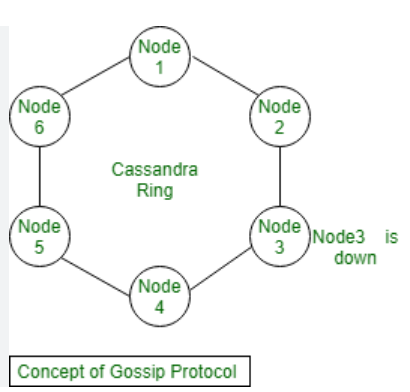 Node
1
Node
6
Node
2
Cassandra
Ring
Node
5
Node
3
Node3 is
down
Node
4
Concept of Gossip Protocol